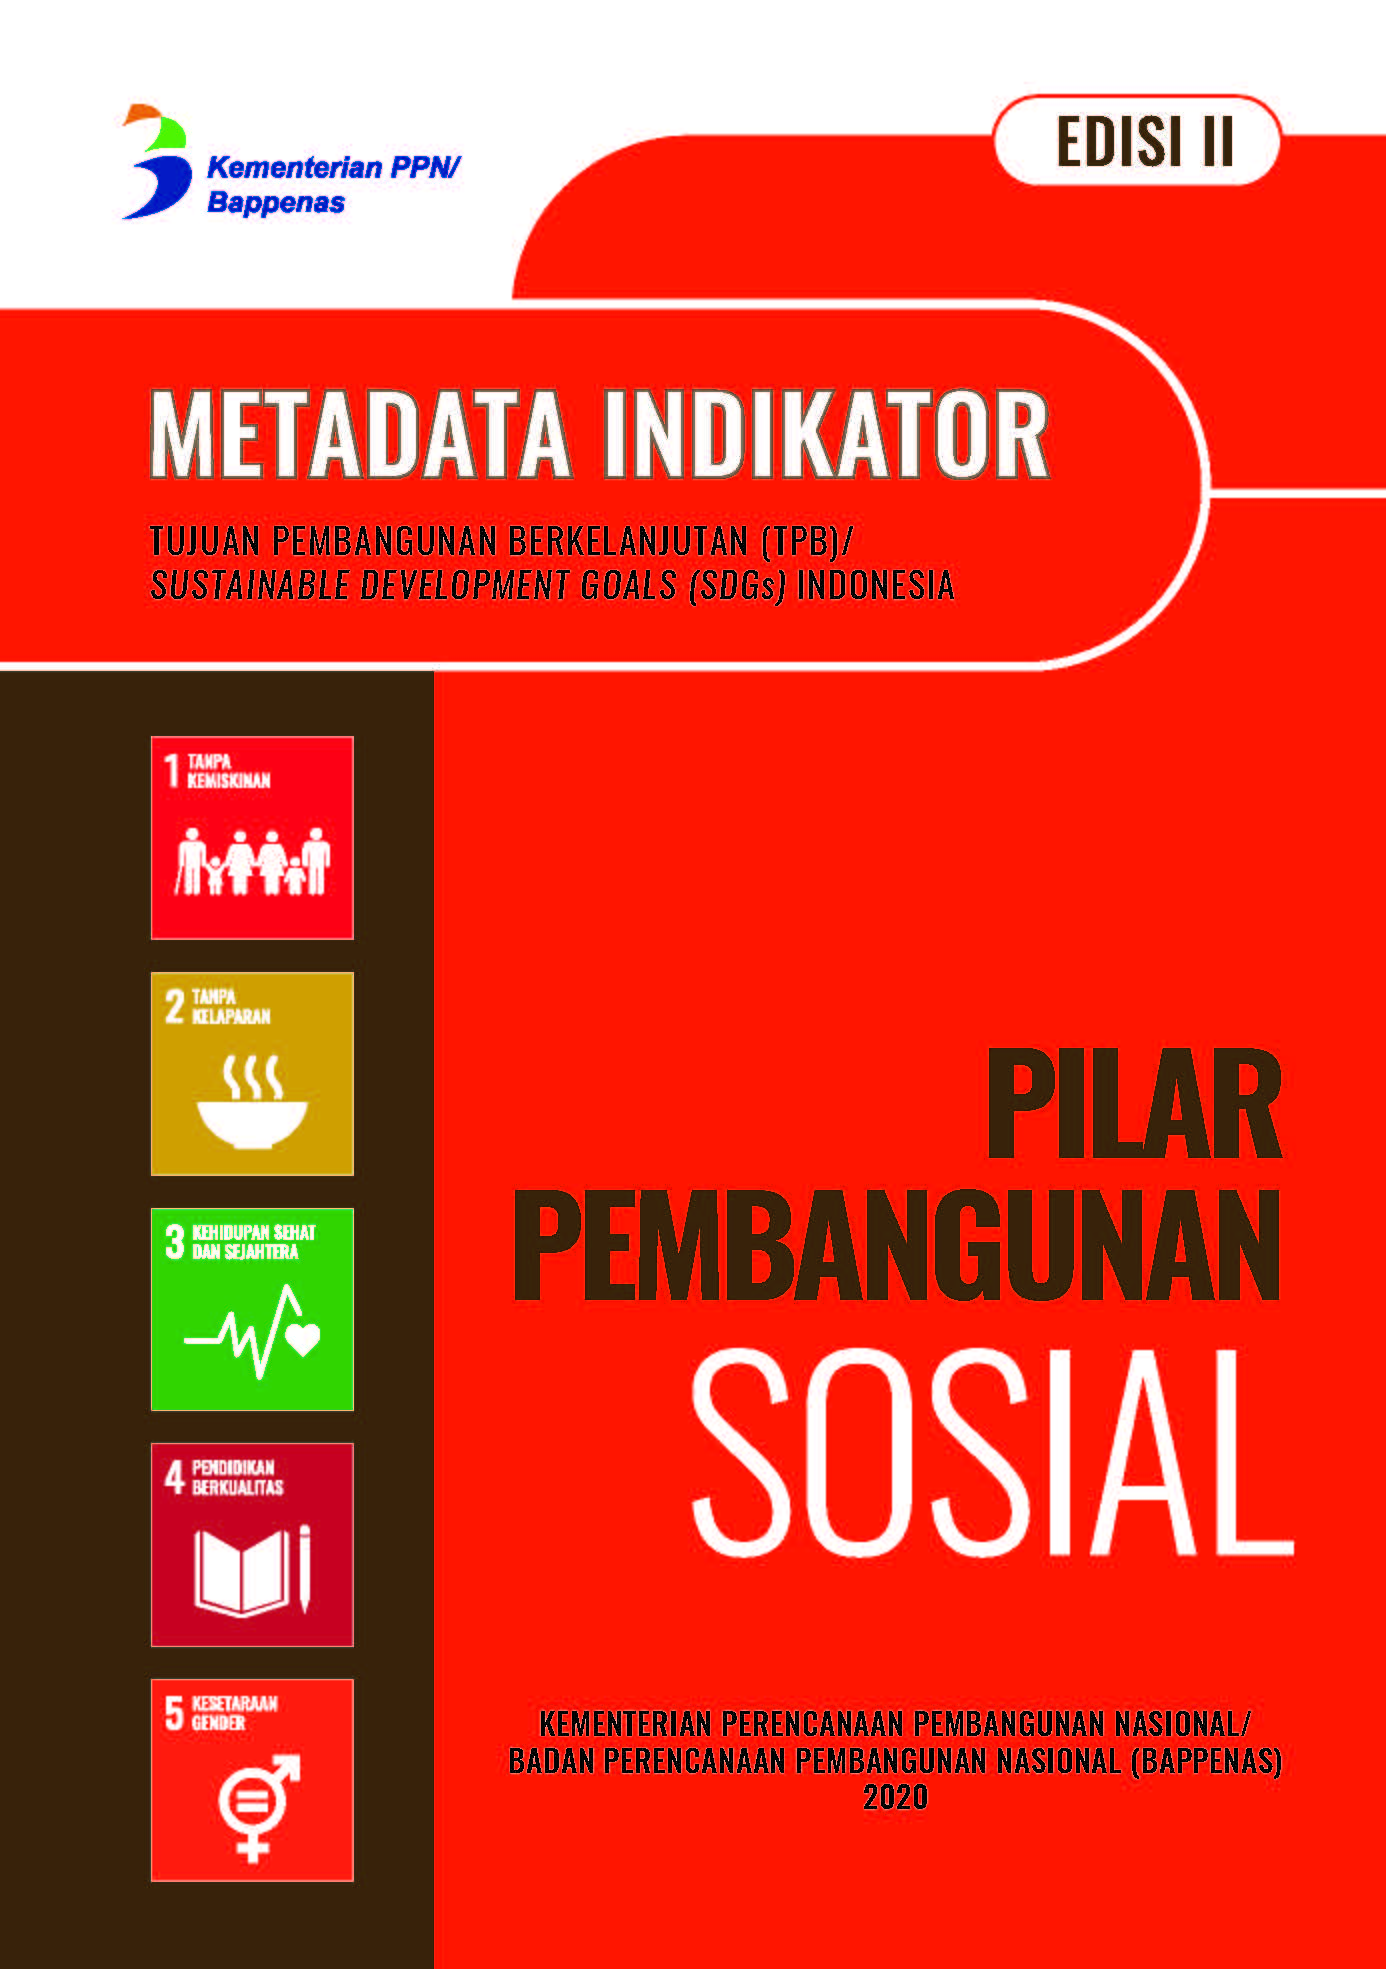 Kementerian PPN/
Bappenas
EDISI II
METADATA INDIKATOR
TUJUAN PEMBANGUNAN BERKELANJUTAN (TPB)/
SUSTAINABLE DEVELOPMENT GOALS (SDGs) INDONESIA
1 TANPA
KEMISKINAN
2 TANPA
KELAPARAN
3 KEHIDUPAN SEHAT
DAN SEJAHTERA
4 PENDIDIKAN
BERKUALITAS
5 KESETARAAN
GENDER
PILAR
PEMBANGUNAN
SOSIAL
KEMENTERIAN PERENCANAAN PEMBANGUNAN NASIONAL/
BADAN PERENCANAAN PEMBANGUNAN NASIONAL (BAPPENAS)
2020